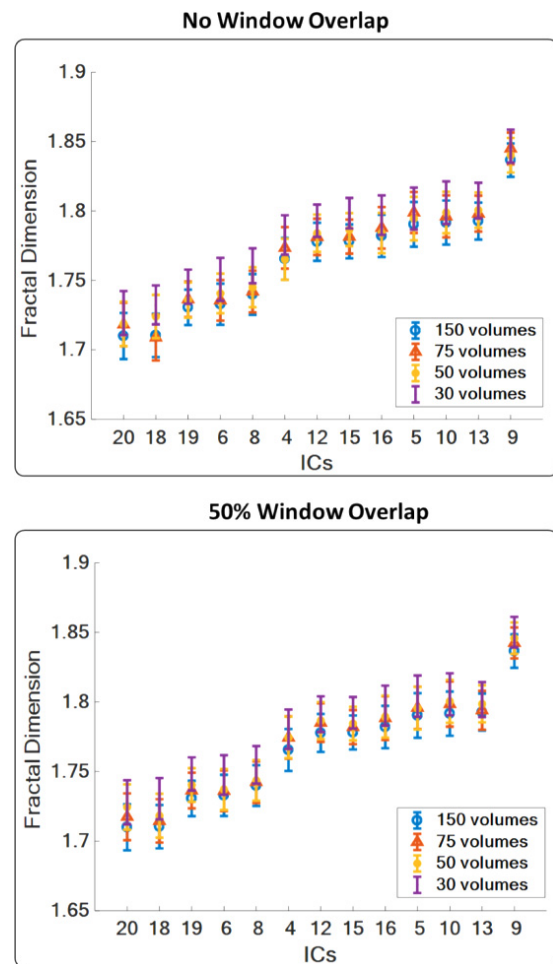 No Window Overlap
1.9
1.85
1.8
1.75
1.7
1.65
Fractal Dimension
150 volumes
75 volumes
50 volumes
30 volumes
20 18 19 6 8 4 12 15 16 5 10 13 9
ICs
50% Window Overlap
1.9
1.85
1.8
1.75
1.7
1.65
Fractal Dimension
150 volumes
75 volumes
50 volumes
30 volumes
20 18 19 6 8 4 12 15 16 5 10 13 9
ICs